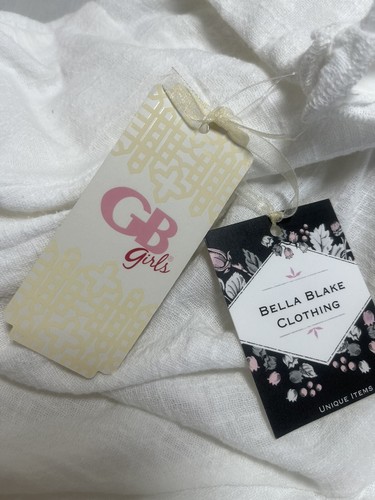 GB
girls®
BELLA BLAKE
CLOTHING
UNIQUE ITEMS